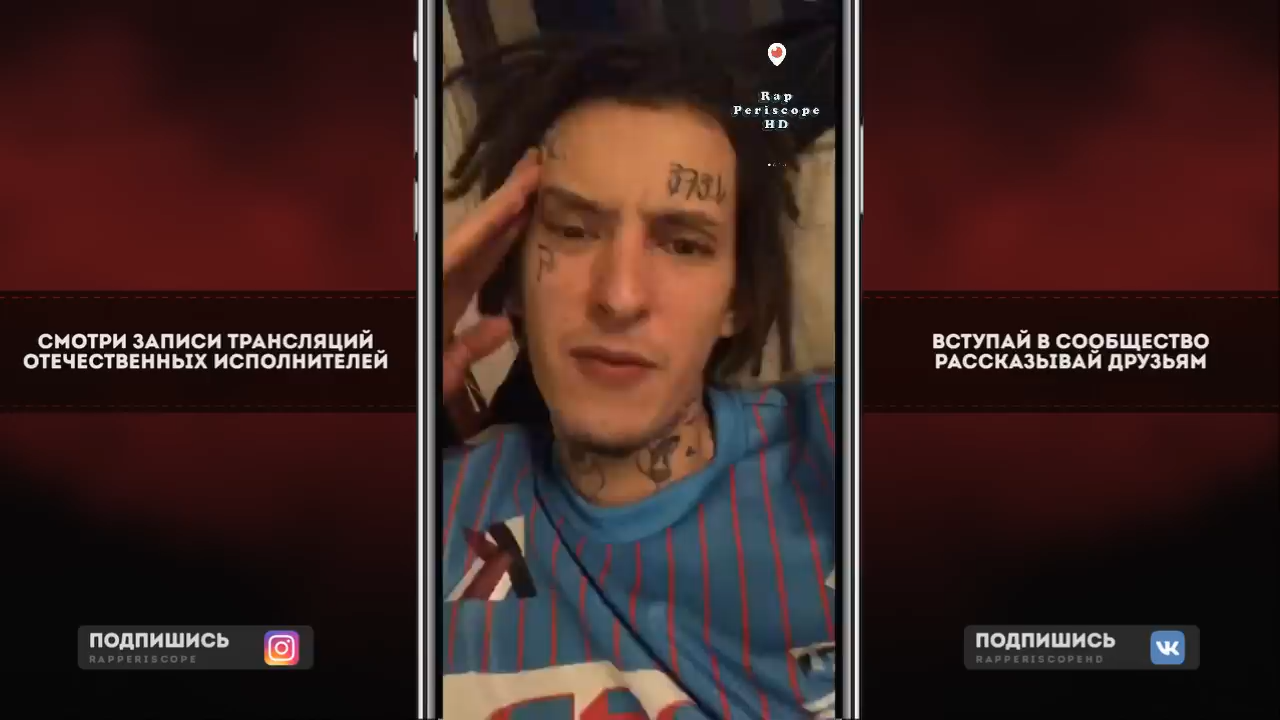 Rap
Periscope
HD
СМОТРИ ЗАПИСИ ТРАНСЛЯЦИЙ
ОТЕЧЕСТВЕННЫХ ИСПОЛНИТЕЛЕЙ
ВСТУПАЙ В СООБЩЕСТВО
РАССКАЗЫВАЙ ДРУЗЬЯМ
ПОДПИШИСЬ
RAPPERISCOPE
ПОДПИШИСЬ
RAPPERISCOPEHD